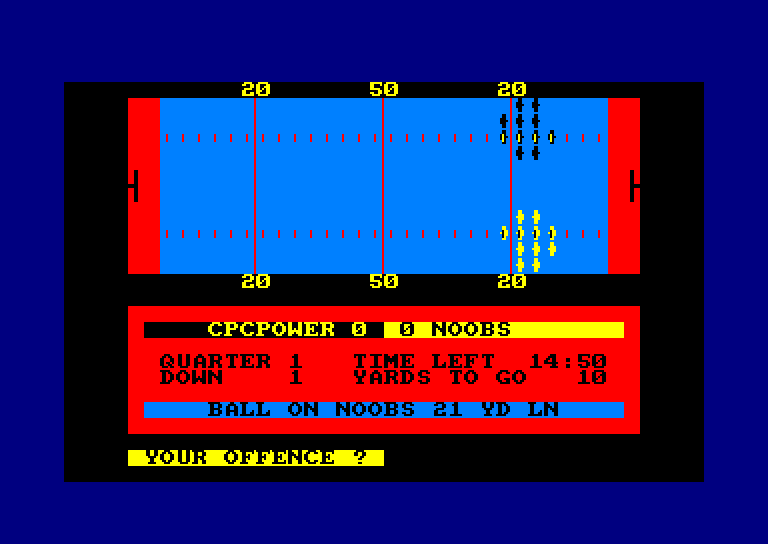 20 50 20
20 50 20
CPCPOWER 0 0 NOOBS
QUARTER 1 TIME LEFT 14:50
DOWN 1 YARDS TO GO 10
BALL ON NOOBS 21 YD LN
YOUR OFFENCE ?